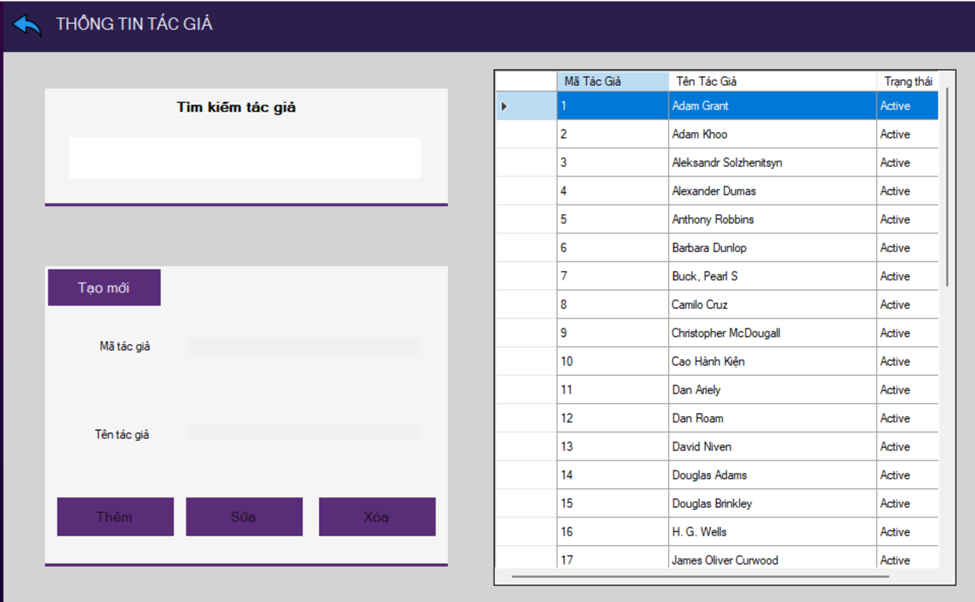 THÔNG TIN TÁC GIẢ
Tìm kiếm tác giả
Tạo mới
Mã tác giả
Tên tác giả
Thêm Sửa Xóa
Mã Tác Giả Tên Tác Giả Trạng thái
1 Adam Grant Active
2 Adam Khoo Active
3 Aleksandr Solzhenitsyn Active
4 Alexander Dumas Active
5 Anthony Robbins Active
6 Barbara Dunlop Active
7 Buck, Pearl S Active
8 Camilo Cruz Active
9 Christopher McDougall Active
10 Cao Hành Kiện Active
11 Dan Ariely Active
12 Dan Roam Active
13 David Niven Active
14 Douglas Adams Active
15 Douglas Brinkley Active
16 H. G. Wells Active
17 James Oliver Curwood Active